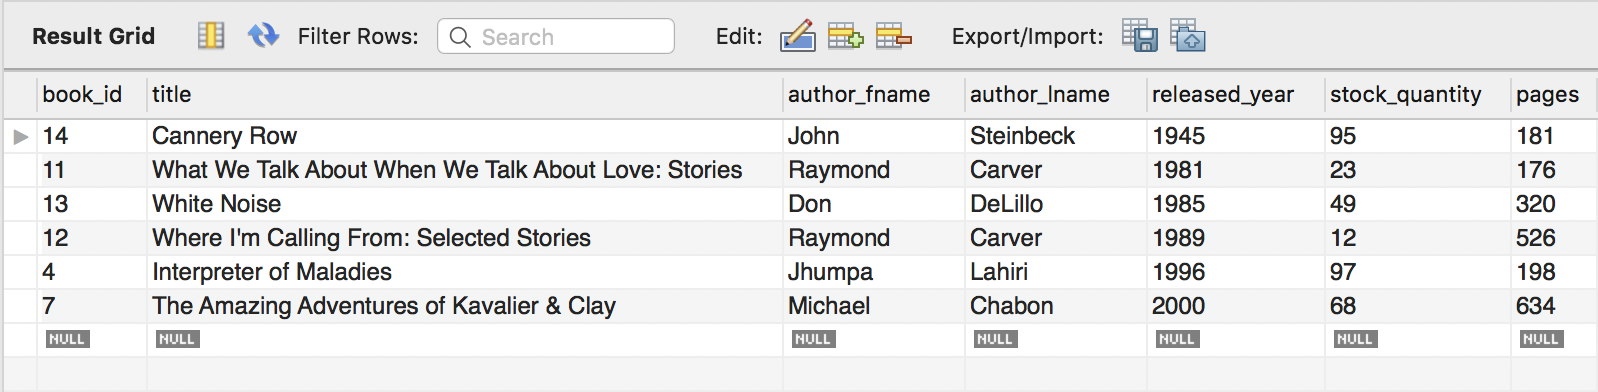 Result Grid Filter Rows: Search Edit: Export/Import:
book_id title author_fname author_lname released_year stock_quantity pages
14 Cannery Row John Steinbeck 1945 95 181
11 What We Talk About When We Talk About Love: Stories Raymond Carver 1981 23 176
13 White Noise Don DeLillo 1985 49 320
12 Where I'm Calling From: Selected Stories Raymond Carver 1989 12 526
4 Interpreter of Maladies Jhumpa Lahiri 1996 97 198
7 The Amazing Adventures of Kavalier & Clay Michael Chabon 2000 68 634
NULL NULL NULL NULL NULL NULL NULL